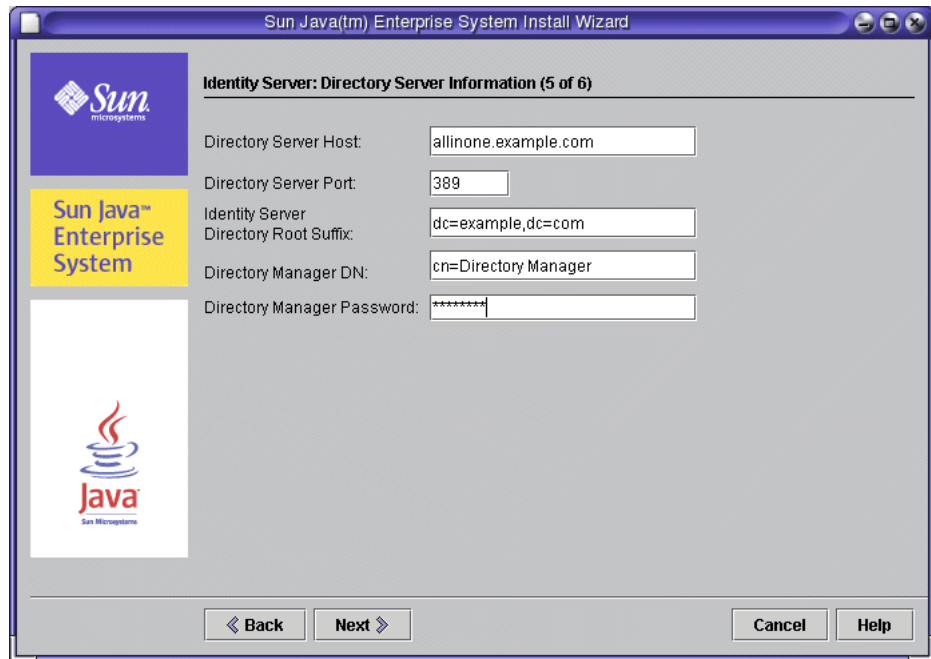 Sun Java(tm) Enterprise System Install Wizard
Sun
microsystems
Sun Java™
Enterprise
System
Java
Sun Microsystems
Identity Server: Directory Server Information (5 of 6)
Directory Server Host: allinone.example.com
Directory Server Port: 389
Identity Server
Directory Root Suffix: dc=example,dc=com
Directory Manager DN: cn=Directory Manager
Directory Manager Password: ********
Back Next Cancel Help